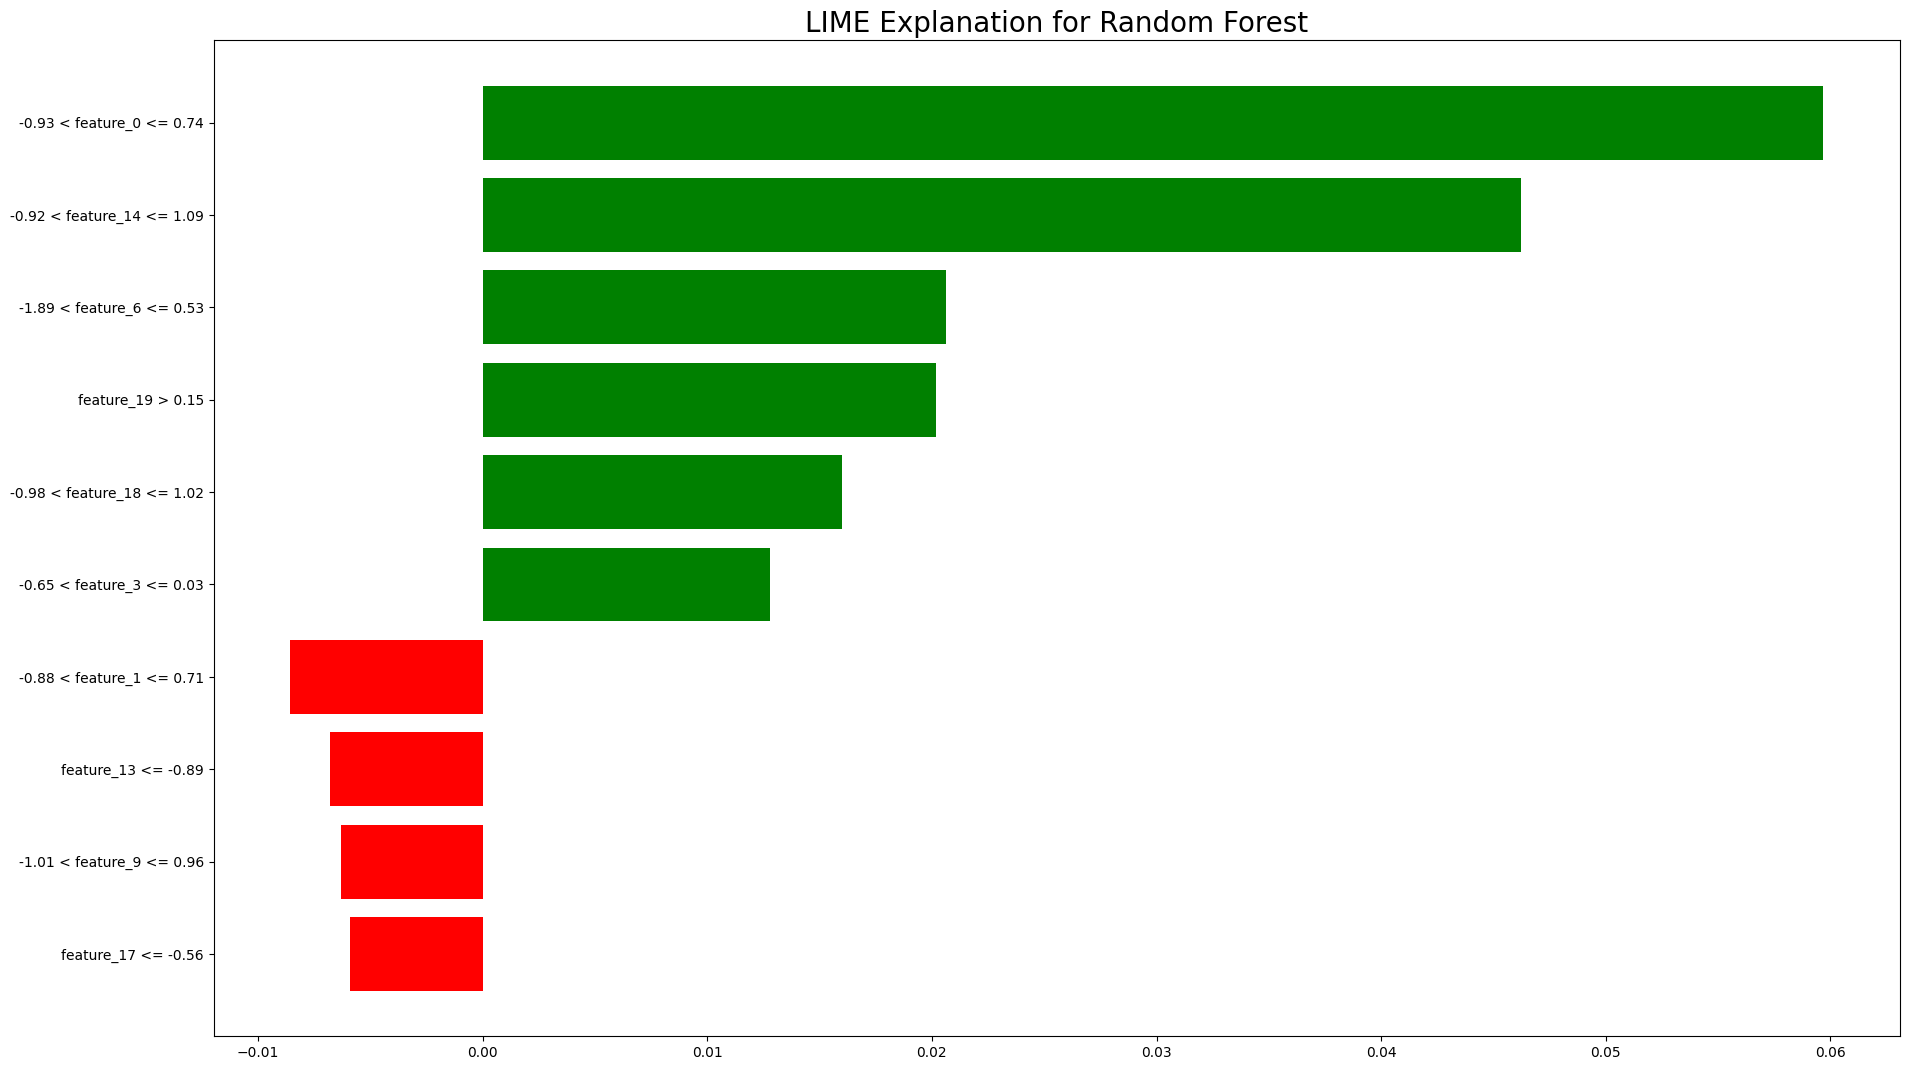 LIME Explanation for Random Forest
-0.93 < feature_0 <= 0.74
-0.92 < feature_14 <= 1.09
-1.89 < feature_6 <= 0.53
feature_19 > 0.15
-0.98 < feature_18 <= 1.02
-0.65 < feature_3 <= 0.03
-0.88 < feature_1 <= 0.71
feature_13 <= -0.89
-1.01 < feature_9 <= 0.96
feature_17 <= -0.56
−0.01 0.00 0.01 0.02 0.03 0.04 0.05 0.06